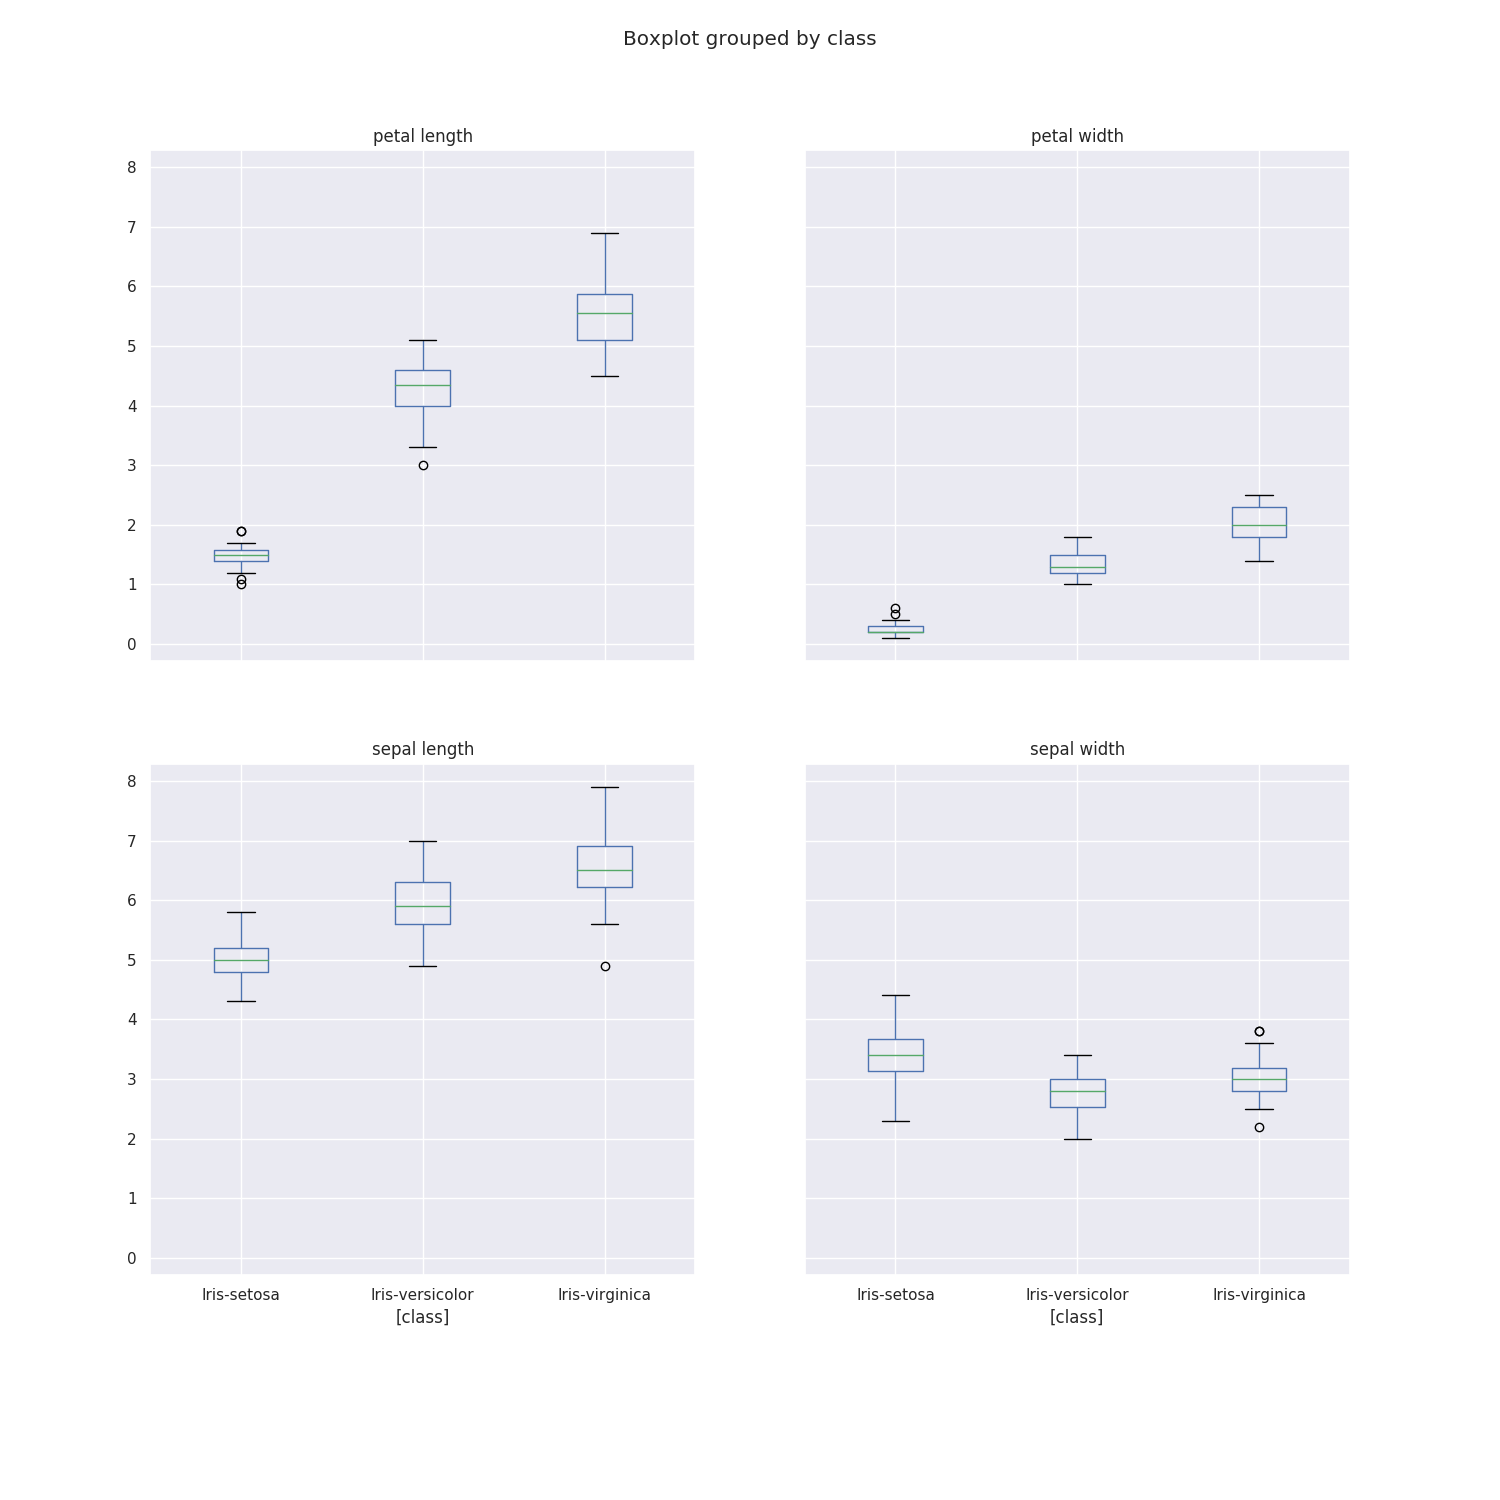 Boxplot grouped by class
petal length
8
7
6
5
4
3
2
1
0
petal width
sepal length
8
7
6
5
4
3
2
1
0
Iris-setosa Iris-versicolor Iris-virginica
[class]
sepal width
Iris-setosa Iris-versicolor Iris-virginica
[class]